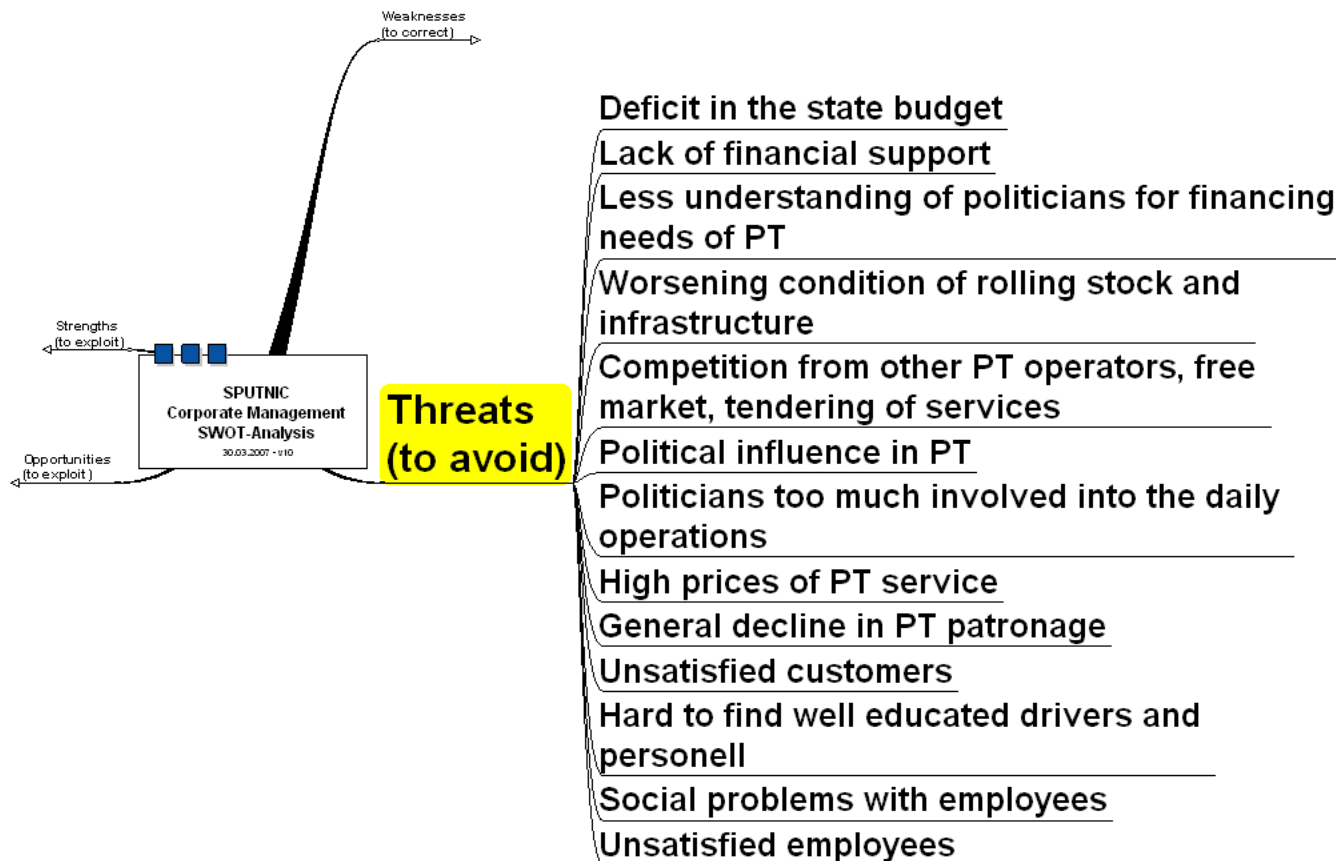 Weaknesses
(to correct)
Strengths
(to exploit)
SPUTNIC
Corporate Management
SWOT-Analysis
30.03.2007 - v10
Opportunities
(to exploit)
Threats
(to avoid)
Deficit in the state budget
Lack of financial support
Less understanding of politicians for financing
needs of PT
Worsening condition of rolling stock and
infrastructure
Competition from other PT operators, free
market, tendering of services
Political influence in PT
Politicians too much involved into the daily
operations
High prices of PT service
General decline in PT patronage
Unsatisfied customers
Hard to find well educated drivers and
personell
Social problems with employees
Unsatisfied employees